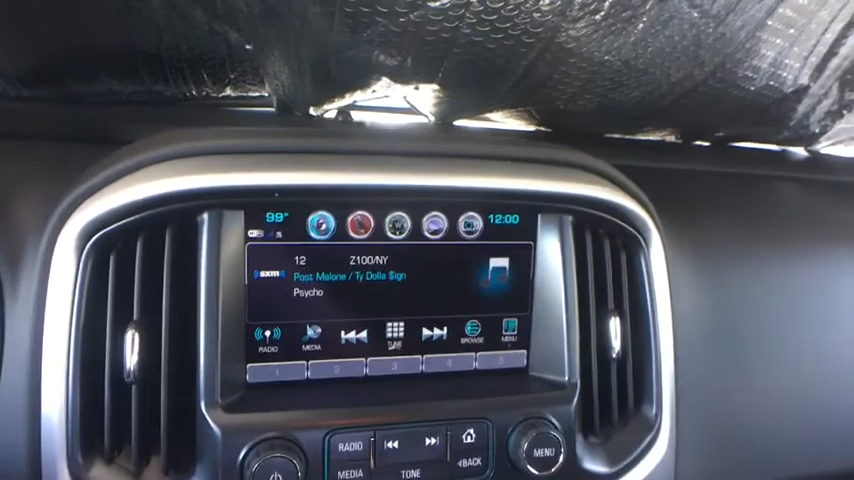 99° 12:00
W
12 Z100/NY
((sxm))
Post Malone / Ty Dolla $ign
Psycho
RADIO MEDIA TUNE BROWSE MENU
1 2 3 4 5
RADIO
MEDIA TONE BACK MENU